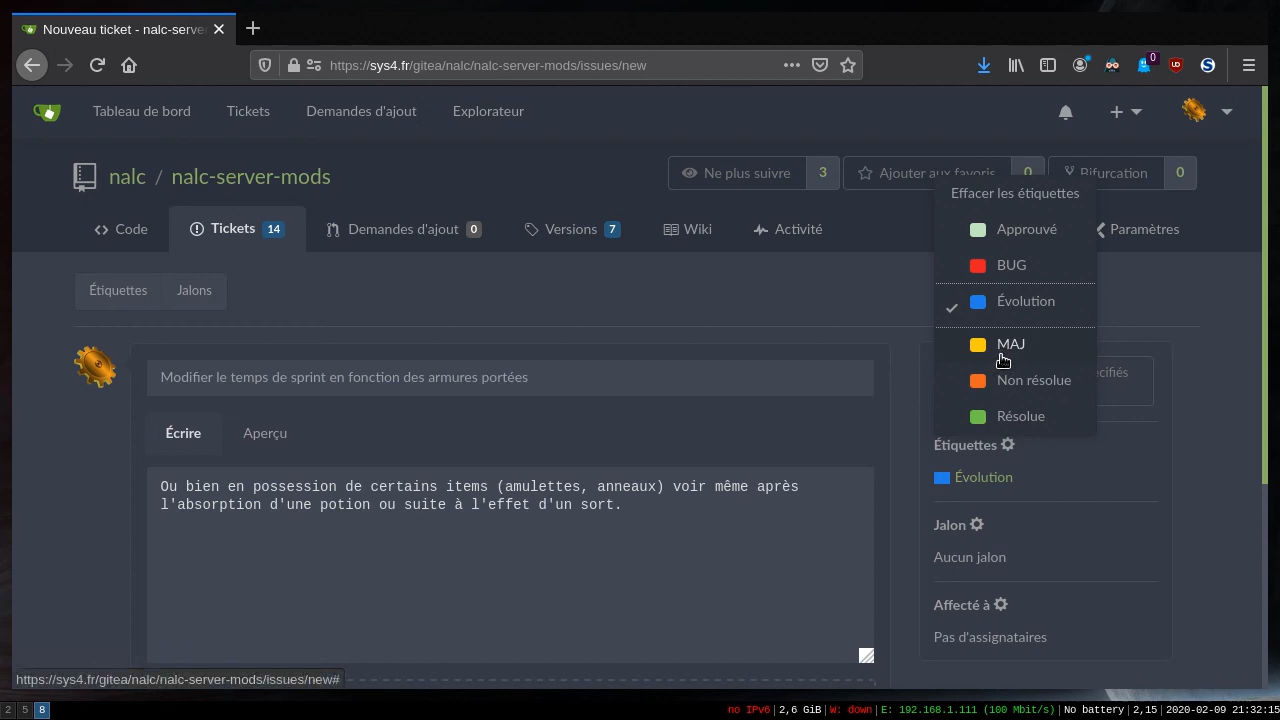 Nouveau ticket - nalc-serve
https://sys4.fr/gitea/nalc/nalc-server-mods/issues/new
0
Tableau de bord
Tickets
Demandes d'ajout
Explorateur
nalc / nalc-server-mods
Ne plus suivre 3
Ajouter aux favoris 0
Bifurcation 0
Code
Tickets 14
Demandes d'ajout 0
Versions 7
Wiki
Activité
Paramètres
Effacer les étiquettes
Approuvé
BUG
Évolution
MAJ
Non résolue
Résolue
Étiquettes
Jalons
Modifier le temps de sprint en fonction des armures portées
Écrire
Aperçu
Ou bien en possession de certains items (amulettes, anneaux) voir même après
l'absorption d'une potion ou suite à l'effet d'un sort.
Étiquettes
Évolution
Jalon
Aucun jalon
Affecté à
Pas d'assignataires
https://sys4.fr/gitea/nalc/nalc-server-mods/issues/new#
2 5 8
no IPv6|2,6 GiB|W: down|E: 192.168.1.111 (100 Mbit/s)|No battery|2,15|2020-02-09 21:32:15